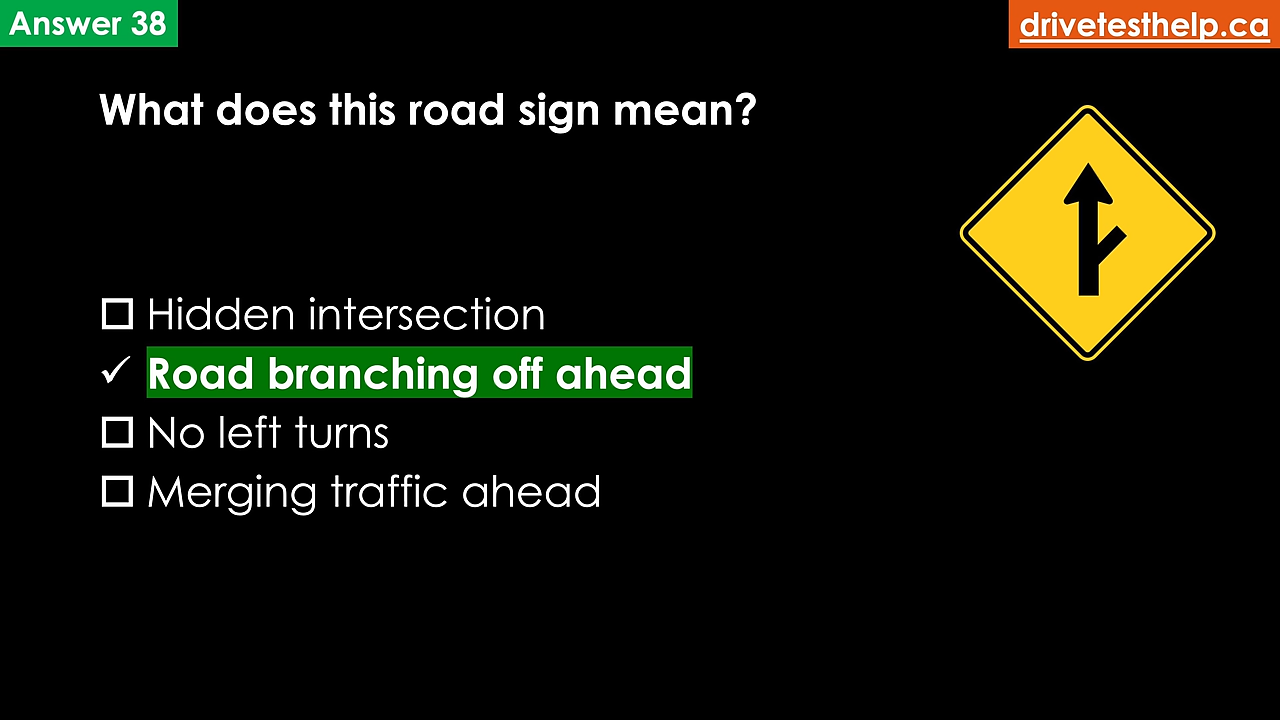 Answer 38
drivetesthelp.ca
What does this road sign mean?
Hidden intersection
Road branching off ahead
No left turns
Merging traffic ahead